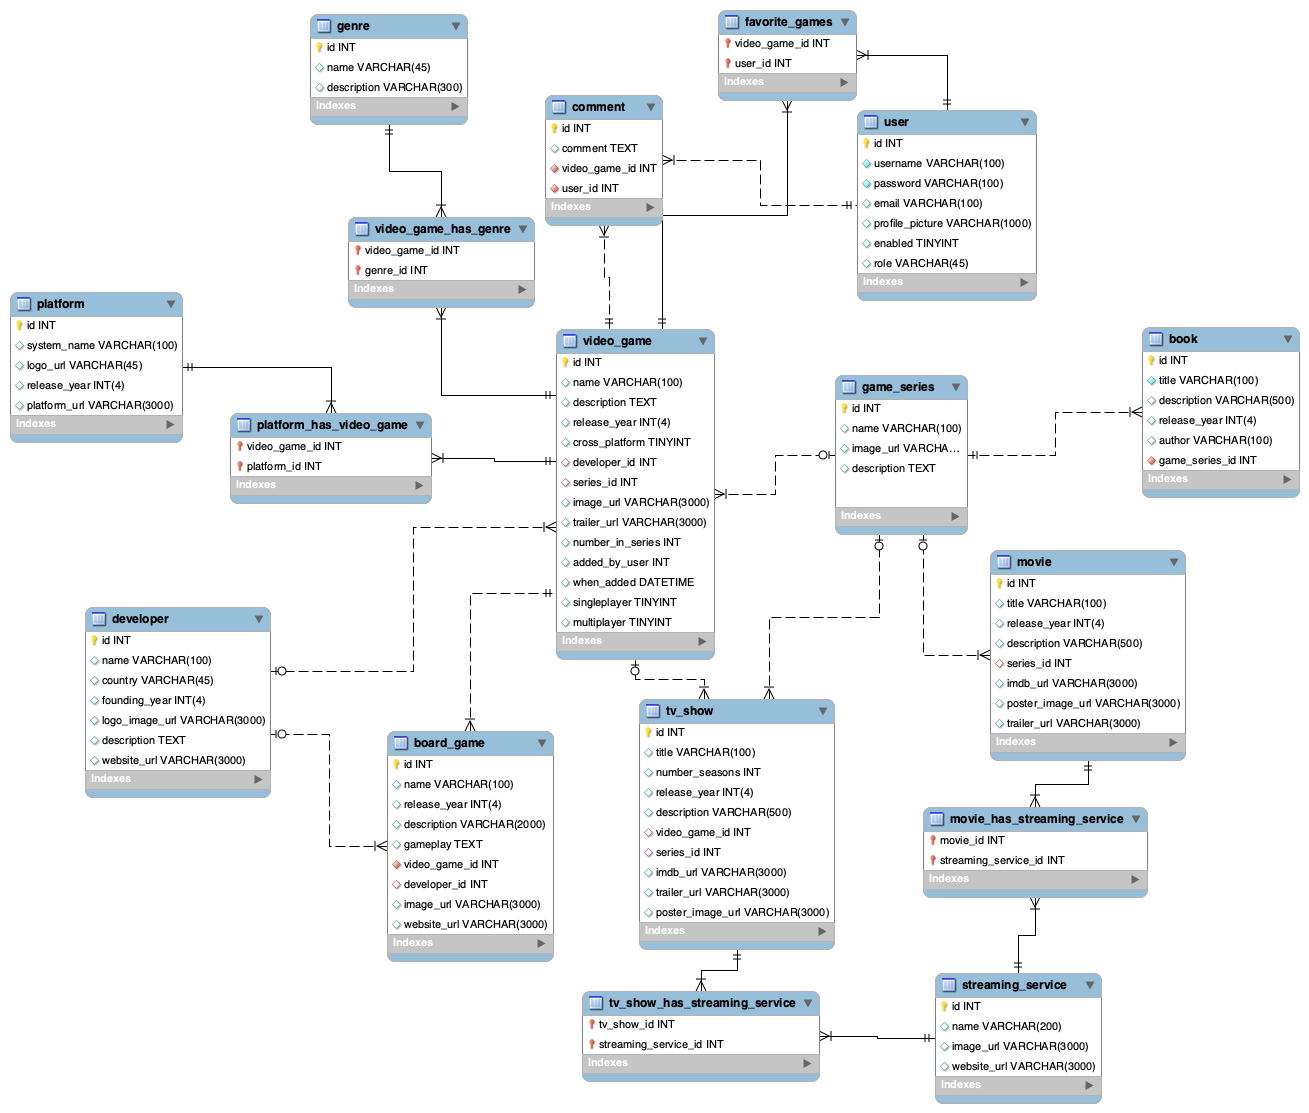 genre
id INT
name VARCHAR(45)
description VARCHAR(300)
Indexes
favorite_games
video_game_id INT
user_id INT
Indexes
comment
id INT
comment TEXT
video_game_id INT
user_id INT
Indexes
user
id INT
username VARCHAR(100)
password VARCHAR(100)
email VARCHAR(100)
profile_picture VARCHAR(1000)
enabled TINYINT
role VARCHAR(45)
Indexes
video_game_has_genre
video_game_id INT
genre_id INT
Indexes
platform
id INT
system_name VARCHAR(100)
logo_url VARCHAR(45)
release_year INT(4)
platform_url VARCHAR(3000)
Indexes
platform_has_video_game
video_game_id INT
platform_id INT
Indexes
video_game
id INT
name VARCHAR(100)
description TEXT
release_year INT(4)
cross_platform TINYINT
developer_id INT
series_id INT
image_url VARCHAR(3000)
trailer_url VARCHAR(3000)
number_in_series INT
added_by_user INT
when_added DATETIME
singleplayer TINYINT
multiplayer TINYINT
Indexes
game_series
id INT
name VARCHAR(100)
image_url VARCHA...
description TEXT
Indexes
book
id INT
title VARCHAR(100)
description VARCHAR(500)
release_year INT(4)
author VARCHAR(100)
game_series_id INT
Indexes
developer
id INT
name VARCHAR(100)
country VARCHAR(45)
founding_year INT(4)
logo_image_url VARCHAR(3000)
description TEXT
website_url VARCHAR(3000)
Indexes
board_game
id INT
name VARCHAR(100)
release_year INT(4)
description VARCHAR(2000)
gameplay TEXT
video_game_id INT
developer_id INT
image_url VARCHAR(3000)
website_url VARCHAR(3000)
Indexes
tv_show
id INT
title VARCHAR(100)
number_seasons INT
release_year INT(4)
description VARCHAR(500)
video_game_id INT
series_id INT
imdb_url VARCHAR(3000)
trailer_url VARCHAR(3000)
poster_image_url VARCHAR(3000)
Indexes
movie
id INT
title VARCHAR(100)
release_year INT(4)
description VARCHAR(500)
series_id INT
imdb_url VARCHAR(3000)
poster_image_url VARCHAR(3000)
trailer_url VARCHAR(3000)
Indexes
movie_has_streaming_service
movie_id INT
streaming_service_id INT
Indexes
tv_show_has_streaming_service
tv_show_id INT
streaming_service_id INT
Indexes
streaming_service
id INT
name VARCHAR(200)
image_url VARCHAR(3000)
website_url VARCHAR(3000)
Indexes